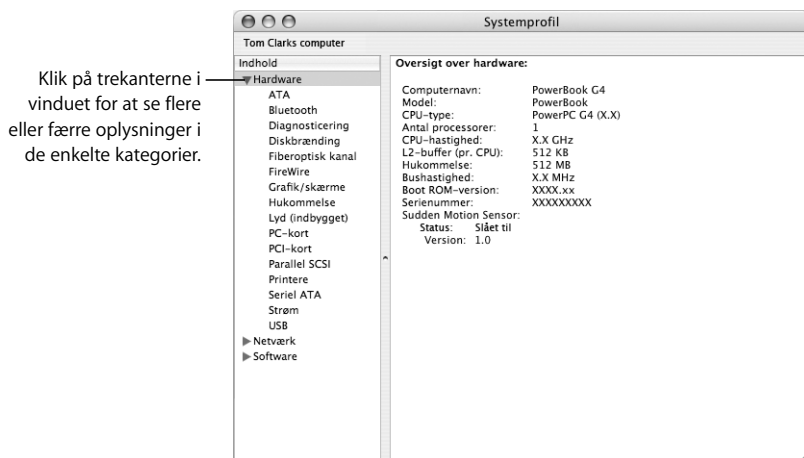 Systemprofil
Tom Clarks computer
Klik på trekanterne i
vinduet for at se flere
eller færre oplysninger i
de enkelte kategorier.
Indhold
Hardware
ATA
Bluetooth
Diagnosticering
Diskbrænding
Fiberoptisk kanal
FireWire
Grafik/skærme
Hukommelse
Lyd (indbygget)
PC-kort
PCI-kort
Parallel SCSI
Printere
Seriel ATA
Strøm
USB
Netværk
Software
Oversigt over hardware:
Computernavn: PowerBook G4
Model: PowerBook
CPU-type: PowerPC G4 (X.X)
Antal processorer: 1
CPU-hastighed: X.X GHz
L2-buffer (pr. CPU): 512 KB
Hukommelse: 512 MB
Bushastighed: X.X MHz
Boot ROM-version: XXXX.xx
Serienummer: XXXXXXXXX
Sudden Motion Sensor:
Status: Slået til
Version: 1.0